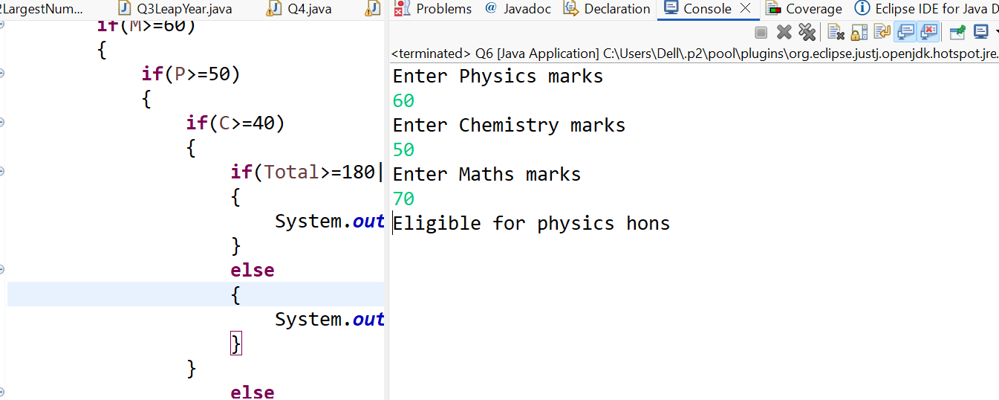 2LargestNum... Q3LeapYear.java Q4.java
if(M>=60)
{
if(P>=50)
{
if(C>=40)
{
if(Total>=180|
{
System.out
}
else
{
System.out
}
}
else
Problems @ Javadoc Declaration Console Coverage Eclipse IDE for Java D
<terminated> Q6 [Java Application] C:\Users\Dell\.p2\pool\plugins\org.eclipse.justj.openjdk.hotspot.jre.
Enter Physics marks
60
Enter Chemistry marks
50
Enter Maths marks
70
Eligible for physics hons